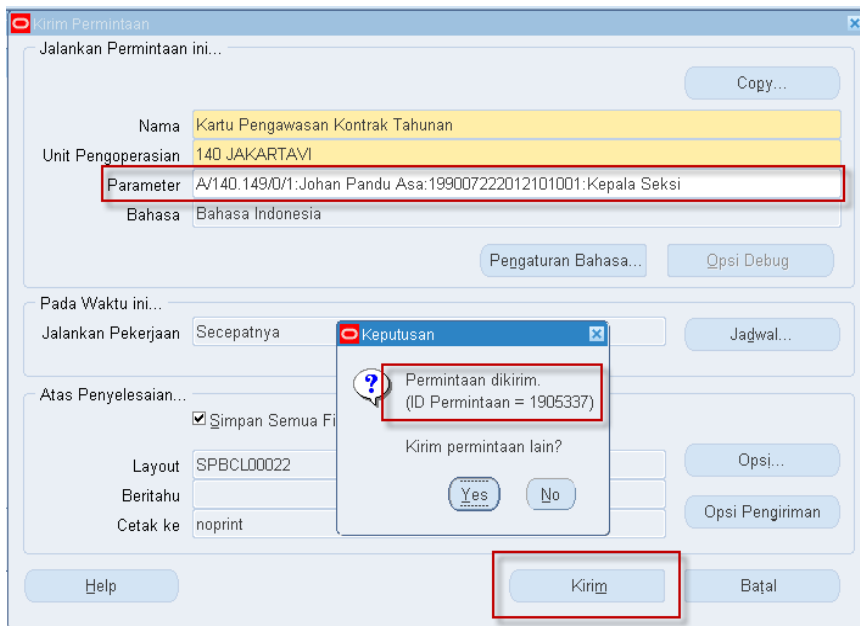 Kirim Permintaan
Jalankan Permintaan ini...
Copy...
Nama Kartu Pengawasan Kontrak Tahunan
Unit Pengoperasian 140 JAKARTAVI
Parameter A/140.149/0/1:Johan Pandu Asa:199007222012101001:Kepala Seksi
Bahasa Bahasa Indonesia
Pengaturan Bahasa... Opsi Debug
Pada Waktu ini...
Jalankan Pekerjaan Secepatnya Jadwal...
Keputusan
Permintaan dikirim.
(ID Permintaan = 1905337)
Kirim permintaan lain?
Yes No
Atas Penyelesaian...
Simpan Semua Fi
Layout SPBCL00022 Opsi...
Beritahu
Opsi Pengiriman
Cetak ke noprint
Help Kirim Batal